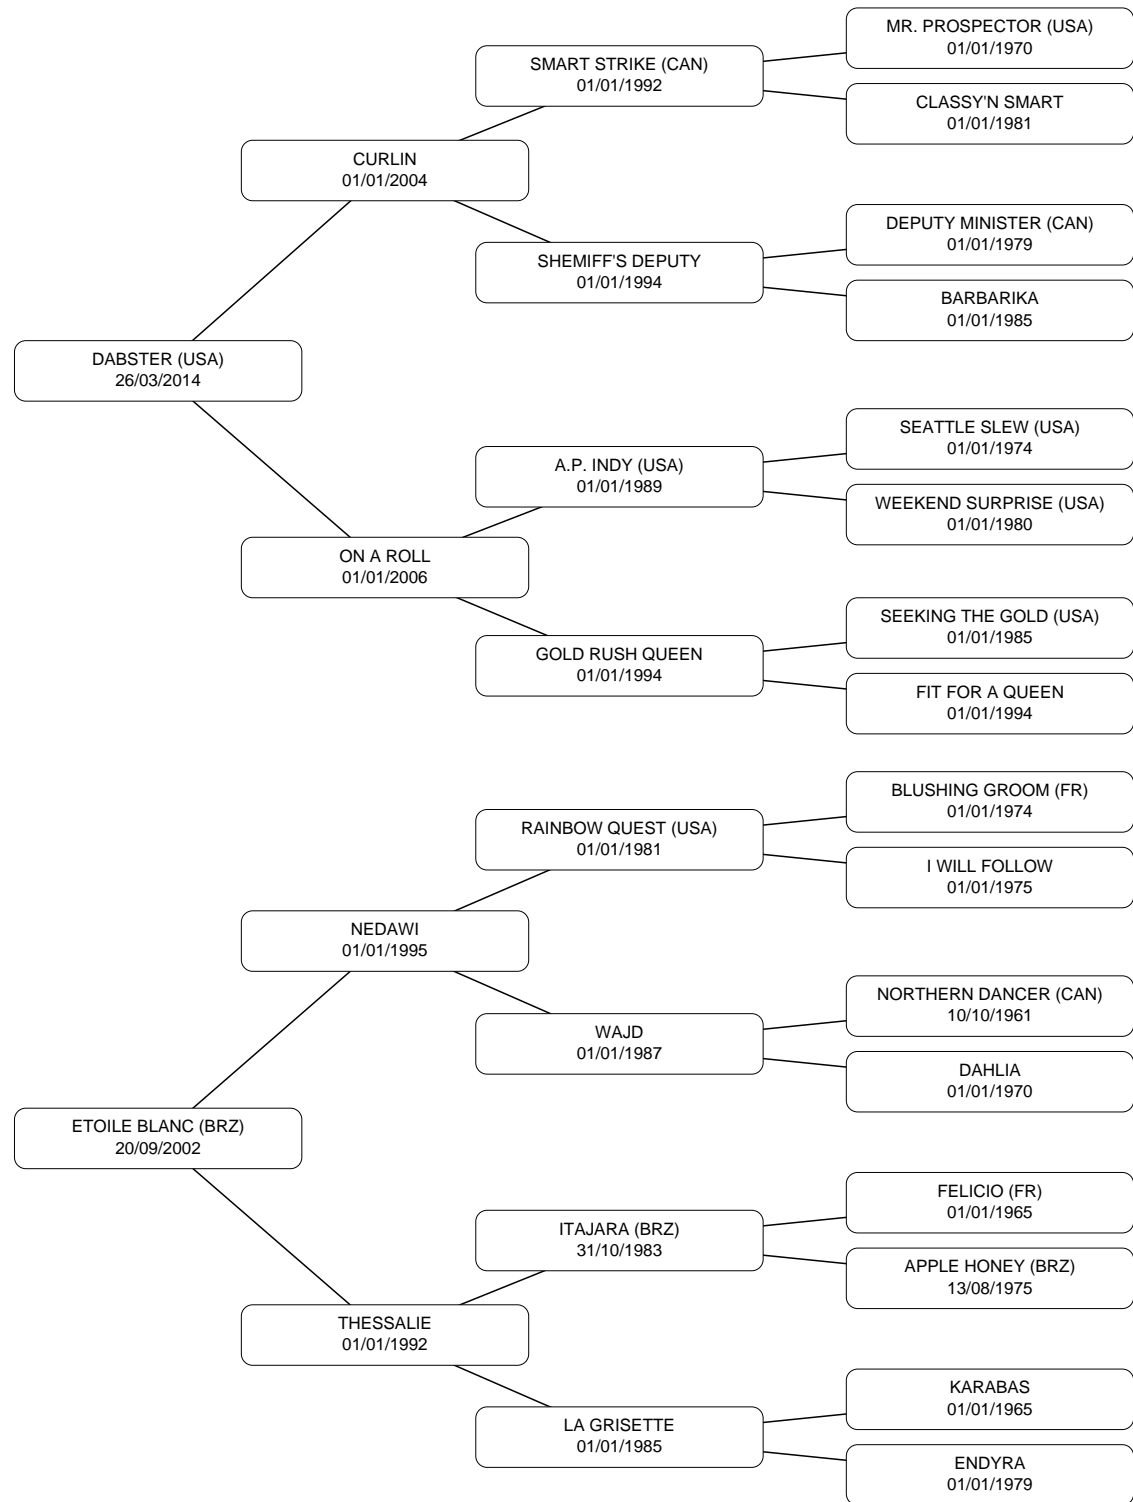 MR. PROSPECTOR (USA)
01/01/1970
SMART STRIKE (CAN)
01/01/1992
CLASSY'N SMART
01/01/1981
CURLIN
01/01/2004
DEPUTY MINISTER (CAN)
01/01/1979
SHEMIFF'S DEPUTY
01/01/1994
BARBARIKA
01/01/1985
DABSTER (USA)
26/03/2014
SEATTLE SLEW (USA)
01/01/1974
A.P. INDY (USA)
01/01/1989
WEEKEND SURPRISE (USA)
01/01/1980
ON A ROLL
01/01/2006
SEEKING THE GOLD (USA)
01/01/1985
GOLD RUSH QUEEN
01/01/1994
FIT FOR A QUEEN
01/01/1994
BLUSHING GROOM (FR)
01/01/1974
RAINBOW QUEST (USA)
01/01/1981
I WILL FOLLOW
01/01/1975
NEDAWI
01/01/1995
NORTHERN DANCER (CAN)
10/10/1961
WAJD
01/01/1987
DAHLIA
01/01/1970
ETOILE BLANC (BRZ)
20/09/2002
FELICIO (FR)
01/01/1965
ITAJARA (BRZ)
31/10/1983
APPLE HONEY (BRZ)
13/08/1975
THESSALIE
01/01/1992
KARABAS
01/01/1965
LA GRISETTE
01/01/1985
ENDYRA
01/01/1979